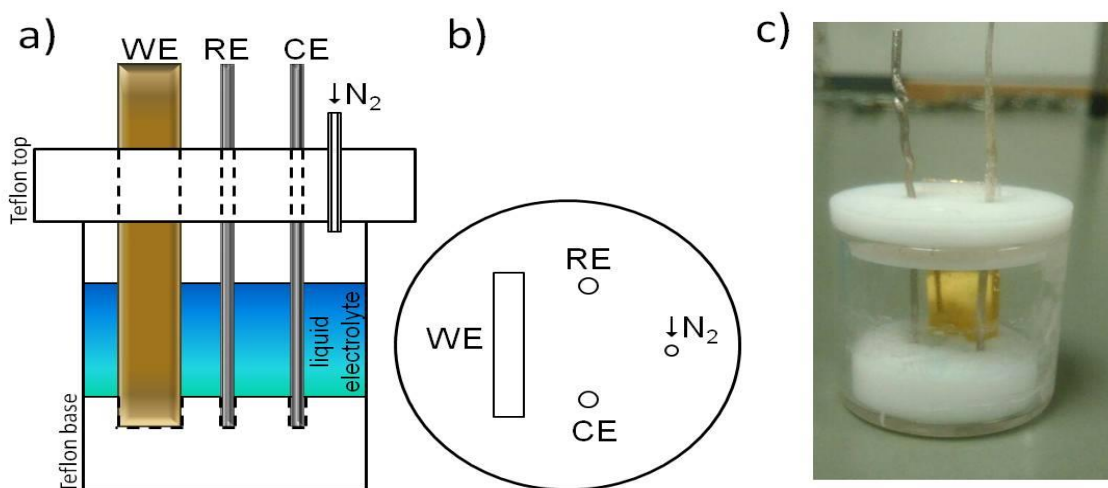 a)
WE RE CE
↓N₂
Teflon top
liquid
electrolyte
Teflon base
b)
RE
WE
↓N₂
CE
c)